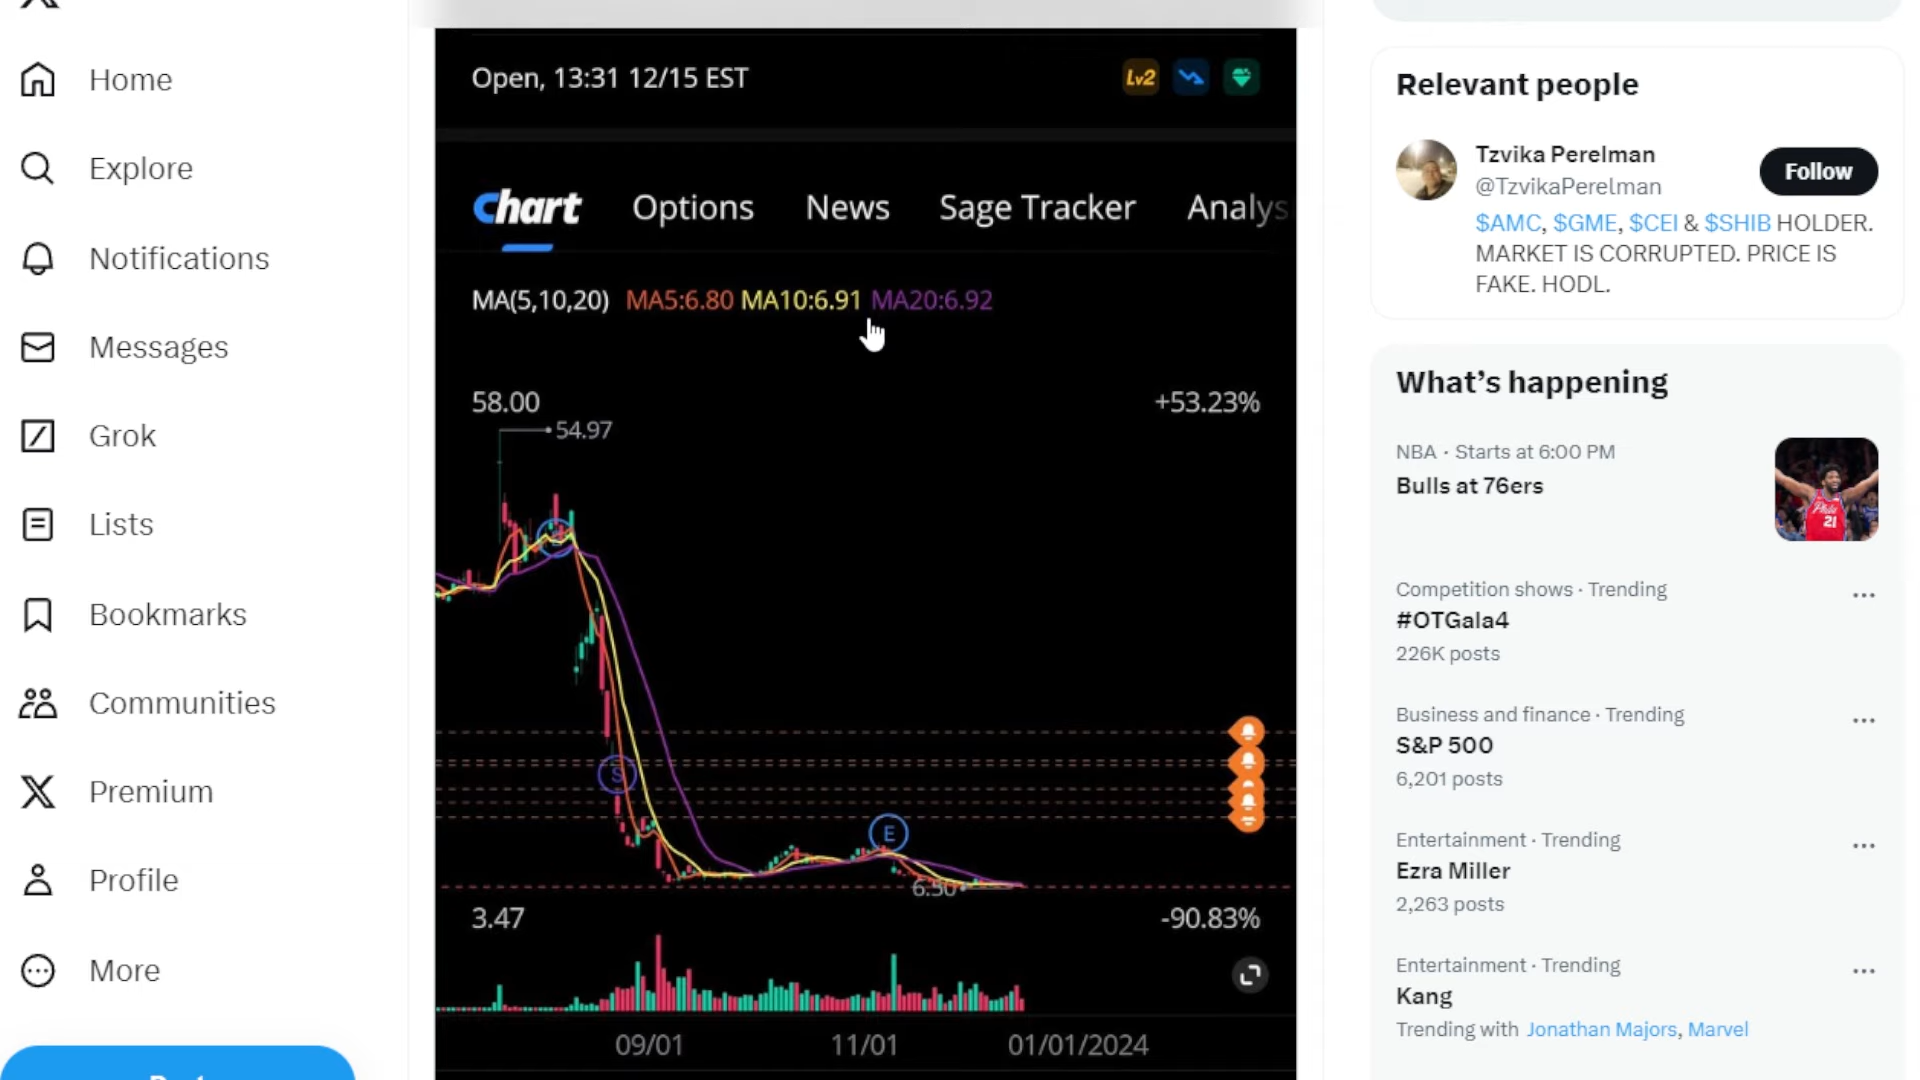 Home
Explore
Notifications
Messages
Grok
Lists
Bookmarks
Communities
Premium
Profile
More
Open, 13:31 12/15 EST
Lv2
Chart Options News Sage Tracker Analys
MA(5,10,20) MA5:6.80 MA10:6.91 MA20:6.92
58.00 +53.23%
54.97
S
E
6.50
3.47 -90.83%
09/01 11/01 01/01/2024
Relevant people
Tzvika Perelman
@TzvikaPerelman
Follow
$AMC, $GME, $CEI & $SHIB HOLDER.
MARKET IS CORRUPTED. PRICE IS
FAKE. HODL.
What's happening
NBA · Starts at 6:00 PM
Bulls at 76ers
21
Competition shows · Trending
#OTGala4
226K posts
Business and finance · Trending
S&P 500
6,201 posts
Entertainment · Trending
Ezra Miller
2,263 posts
Entertainment · Trending
Kang
Trending with Jonathan Majors, Marvel